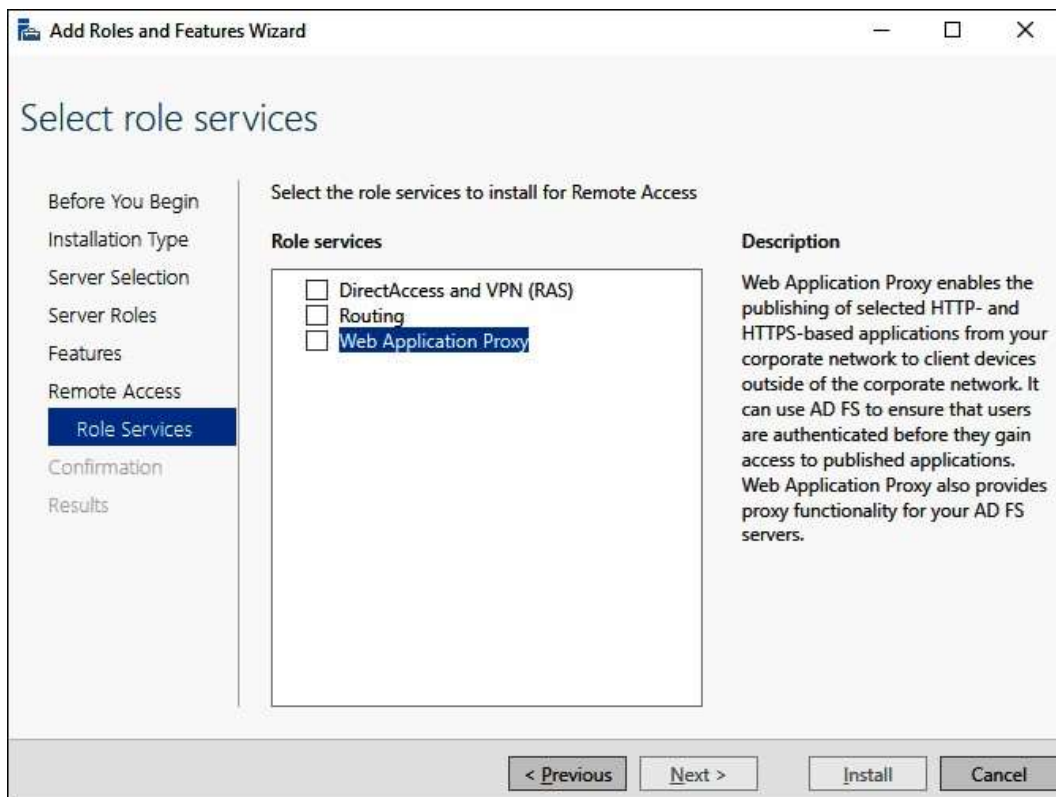 Add Roles and Features Wizard
Select role services
Before You Begin
Installation Type
Server Selection
Server Roles
Features
Remote Access
Role Services
Confirmation
Results
Select the role services to install for Remote Access
Role services
DirectAccess and VPN (RAS)
Routing
Web Application Proxy
Description
Web Application Proxy enables the
publishing of selected HTTP- and
HTTPS-based applications from your
corporate network to client devices
outside of the corporate network. It
can use AD FS to ensure that users
are authenticated before they gain
access to published applications.
Web Application Proxy also provides
proxy functionality for your AD FS
servers.
< Previous
Next >
Install
Cancel